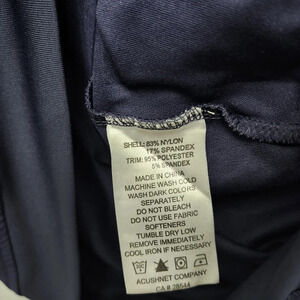 SHELL: 83% NYLON
17% SPANDEX
TRIM: 95% POLYESTER
5% SPANDEX
MADE IN CHINA
MACHINE WASH COLD
WASH DARK COLORS
SEPARATELY
DO NOT BLEACH
DO NOT USE FABRIC
SOFTENERS
TUMBLE DRY LOW
REMOVE IMMEDIATELY
COOL IRON IF NECESSARY
ACUSHNET COMPANY
CA # 28544